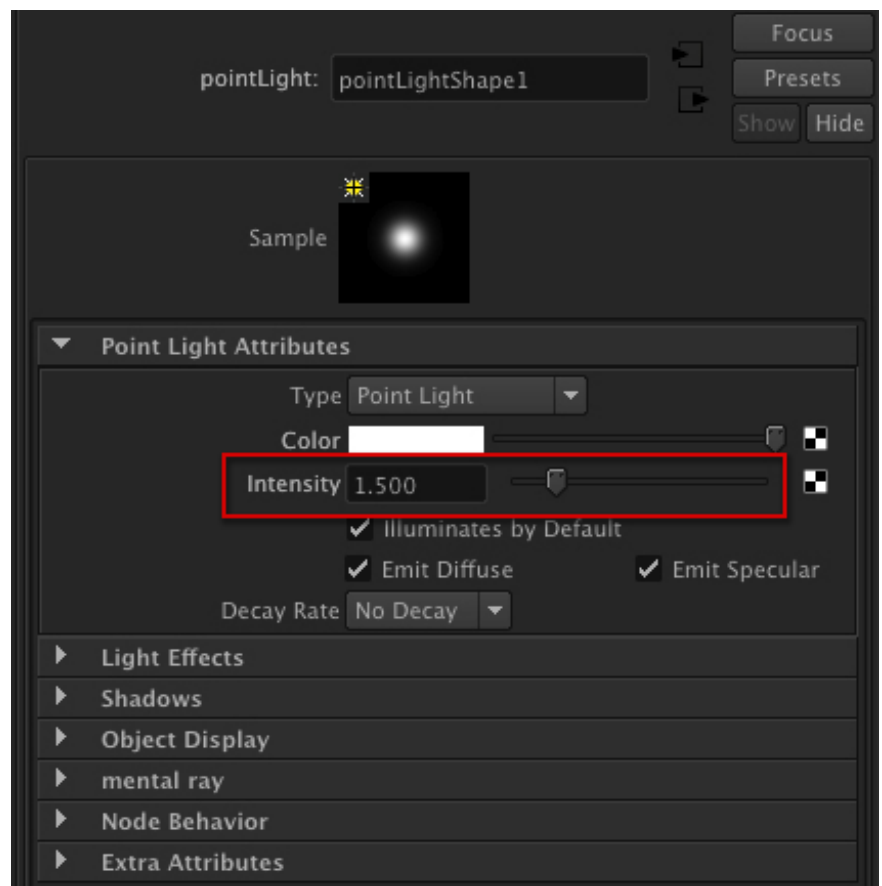 Focus
pointLight: pointLightShape1
Presets
Show Hide
Sample
Point Light Attributes
Type Point Light
Color
Intensity 1.500
Illuminates by Default
Emit Diffuse Emit Specular
Decay Rate No Decay
Light Effects
Shadows
Object Display
mental ray
Node Behavior
Extra Attributes